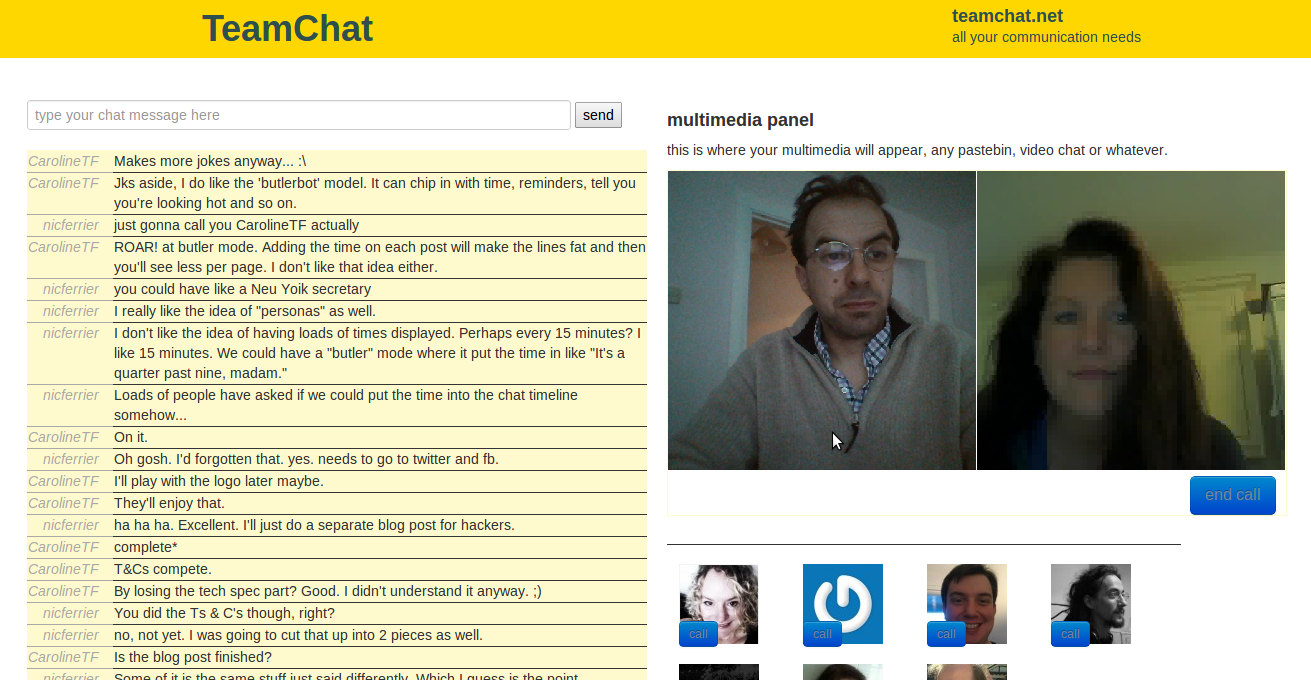 TeamChat
teamchat.net
all your communication needs
type your chat message here
send
CarolineTF Makes more jokes anyway... :\
CarolineTF Jks aside, I do like the 'butlerbot' model. It can chip in with time, reminders, tell you
you're looking hot and so on.
nicferrier just gonna call you CarolineTF actually
CarolineTF ROAR! at butler mode. Adding the time on each post will make the lines fat and then
you'll see less per page. I don't like that idea either.
nicferrier you could have like a Neu Yoik secretary
nicferrier I really like the idea of "personas" as well.
nicferrier I don't like the idea of having loads of times displayed. Perhaps every 15 minutes? I
like 15 minutes. We could have a "butler" mode where it put the time in like "It's a
quarter past nine, madam."
nicferrier Loads of people have asked if we could put the time into the chat timeline
somehow...
CarolineTF On it.
nicferrier Oh gosh. I'd forgotten that. yes. needs to go to twitter and fb.
CarolineTF I'll play with the logo later maybe.
CarolineTF They'll enjoy that.
nicferrier ha ha ha. Excellent. I'll just do a separate blog post for hackers.
CarolineTF complete*
CarolineTF T&Cs compete.
CarolineTF By losing the tech spec part? Good. I didn't understand it anyway. ;)
nicferrier You did the Ts & C's though, right?
nicferrier no, not yet. I was going to cut that up into 2 pieces as well.
CarolineTF Is the blog post finished?
nicferrier Some of it is the same stuff just said differently. Which I guess is the point.
multimedia panel
this is where your multimedia will appear, any pastebin, video chat or whatever.
end call
call
call
call
call